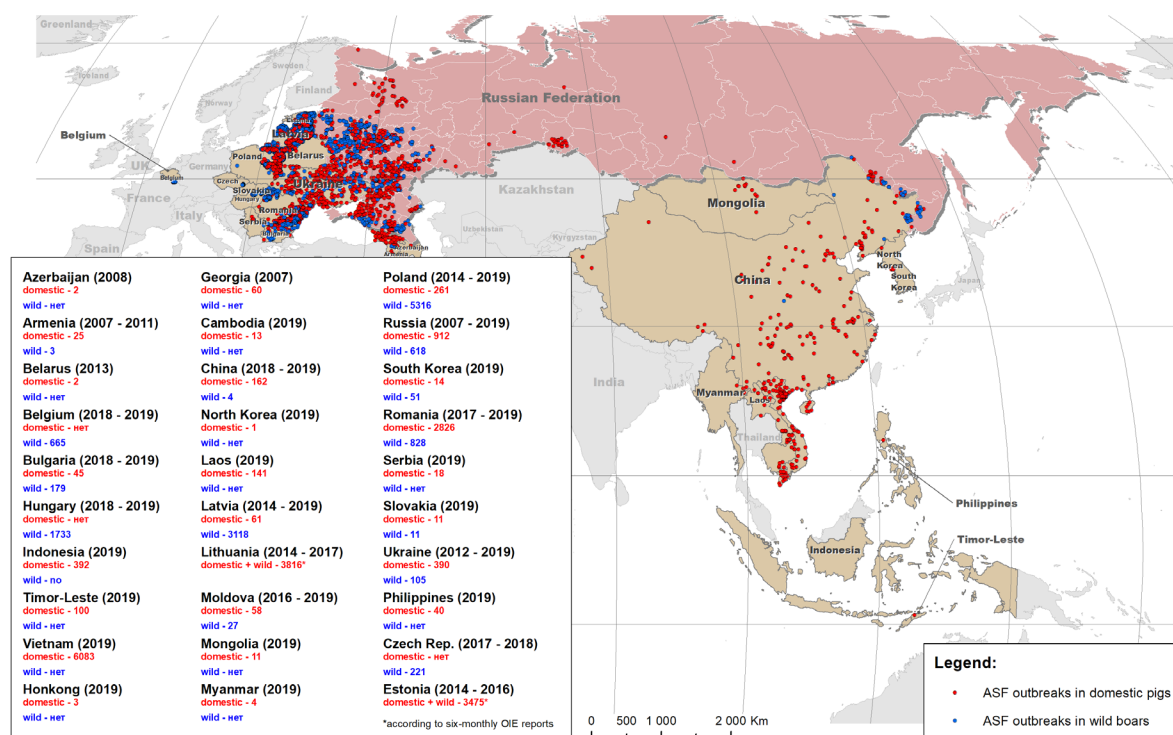 Greenland
Iceland
Sweden
Norway
Finland
Estonia
Russian Federation
Belgium
Latvia
UK
Poland
Belarus
Germany
Belgium
Czech
Ukraine
Slovakia
Hungary
France
Kazakhstan
Mongolia
Romania
Italy
Serbia
Bulgaria
Spain
Uzbekistan
Kyrgyzstan
Azerbaijan
Armenia
North
Korea
South
Korea
Japan
China
India
Myanmar
Laos
Thailand
Philippines
Timor-Leste
Indonesia
Azerbaijan (2008)
domestic - 2
wild - нет
Armenia (2007 - 2011)
domestic - 25
wild - 3
Belarus (2013)
domestic - 2
wild - нет
Belgium (2018 - 2019)
domestic - нет
wild - 665
Bulgaria (2018 - 2019)
domestic - 45
wild - 179
Hungary (2018 - 2019)
domestic - нет
wild - 1733
Indonesia (2019)
domestic - 392
wild - no
Timor-Leste (2019)
domestic - 100
wild - нет
Vietnam (2019)
domestic - 6083
wild - нет
Honkong (2019)
domestic - 3
wild - нет
Georgia (2007)
domestic - 60
wild - нет
Cambodia (2019)
domestic - 13
wild - нет
China (2018 - 2019)
domestic - 162
wild - 4
North Korea (2019)
domestic - 1
wild - нет
Laos (2019)
domestic - 141
wild - нет
Latvia (2014 - 2019)
domestic - 61
wild - 3118
Lithuania (2014 - 2017)
domestic + wild - 3816*
Moldova (2016 - 2019)
domestic - 58
wild - 27
Mongolia (2019)
domestic - 11
wild - нет
Myanmar (2019)
domestic - 4
wild - нет
Poland (2014 - 2019)
domestic - 261
wild - 5316
Russia (2007 - 2019)
domestic - 912
wild - 618
South Korea (2019)
domestic - 14
wild - 51
Romania (2017 - 2019)
domestic - 2826
wild - 828
Serbia (2019)
domestic - 18
wild - нет
Slovakia (2019)
domestic - 11
wild - 11
Ukraine (2012 - 2019)
domestic - 390
wild - 105
Philippines (2019)
domestic - 40
wild - нет
Czech Rep. (2017 - 2018)
domestic - нет
wild - 221
Estonia (2014 - 2016)
domestic + wild - 3475*
*according to six-monthly OIE reports
0 500 1 000 2 000 Km
Legend:
ASF outbreaks in domestic pigs
ASF outbreaks in wild boars